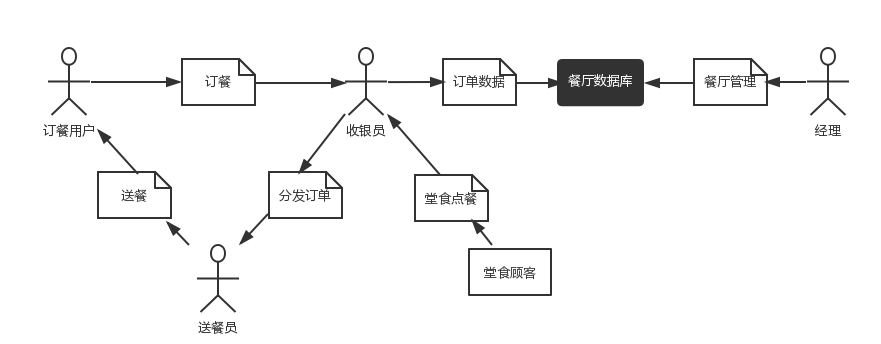 订餐
订单数据
餐厅数据库
餐厅管理
订餐用户
收银员
经理
送餐
分发订单
堂食点餐
堂食顾客
送餐员